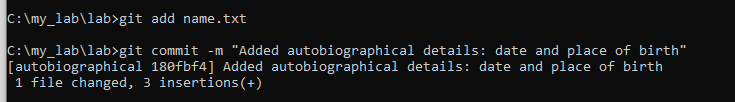 C:\my_lab\lab>git add name.txt
C:\my_lab\lab>git commit -m "Added autobiographical details: date and place of birth"
[autobiographical 180fbf4] Added autobiographical details: date and place of birth
 1 file changed, 3 insertions(+)